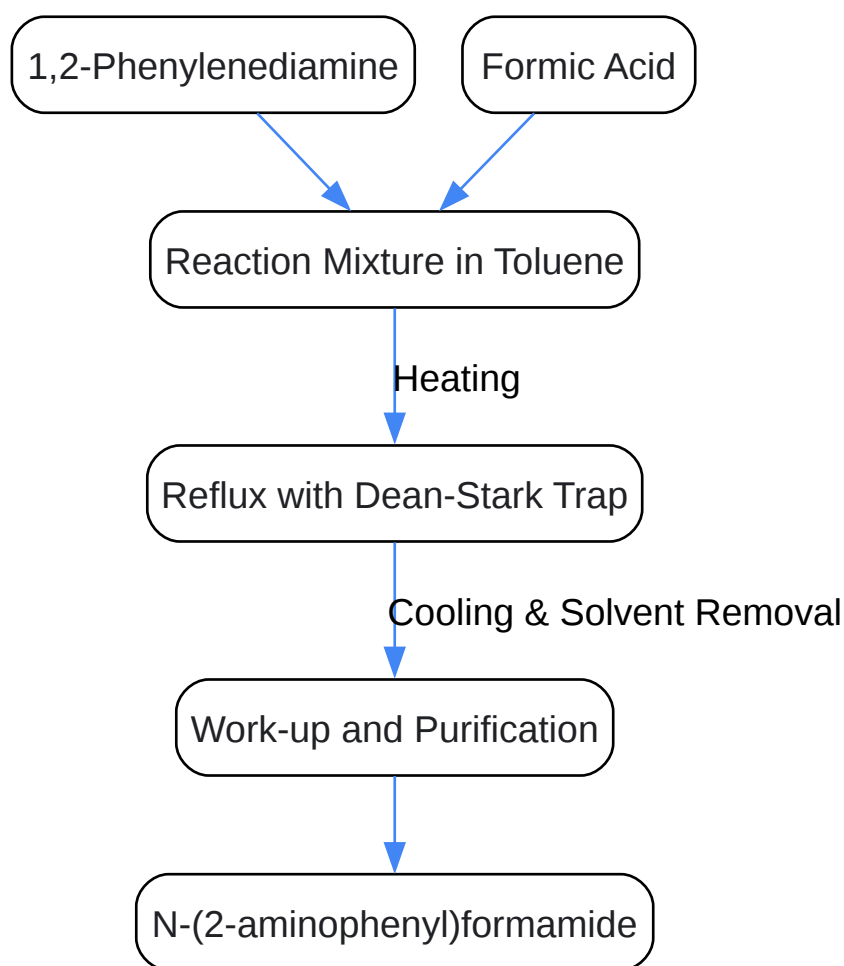 1,2-Phenylenediamine
Formic Acid
Reaction Mixture in Toluene
Heating
Reflux with Dean-Stark Trap
Cooling & Solvent Removal
Work-up and Purification
N-(2-aminophenyl)formamide